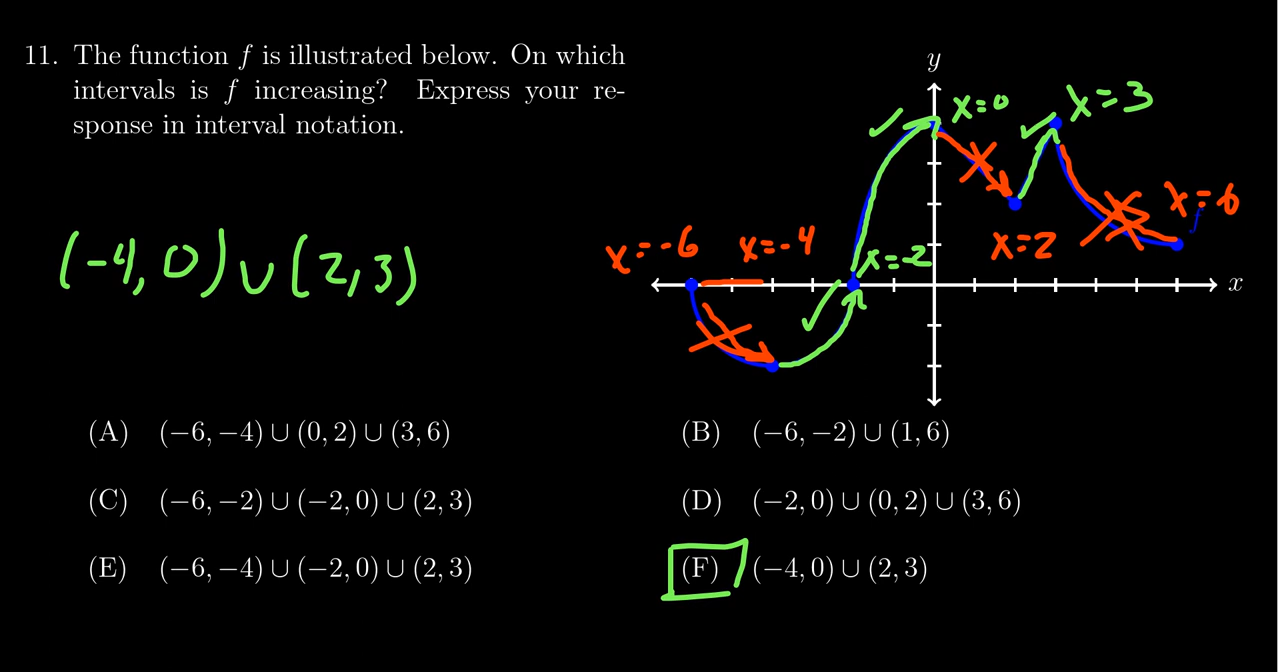 11. The function f is illustrated below. On which
intervals is f increasing? Express your re-
sponse in interval notation.
y
x=0
x=3
x=-6
x=-4
x=-2
x=2
x=6
f
x
(-4, 0) ∪ (2, 3)
(A) (−6, −4) ∪ (0, 2) ∪ (3, 6)
(B) (−6, −2) ∪ (1, 6)
(C) (−6, −2) ∪ (−2, 0) ∪ (2, 3)
(D) (−2, 0) ∪ (0, 2) ∪ (3, 6)
(E) (−6, −4) ∪ (−2, 0) ∪ (2, 3)
(F) (−4, 0) ∪ (2, 3)